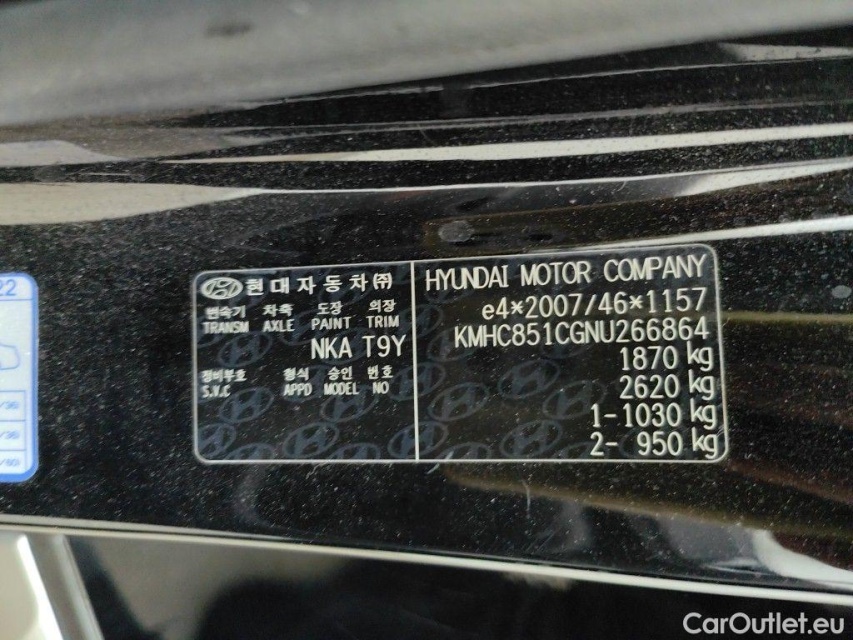 현대자동차㈜
변속기 차축 도장 외장
TRANSM AXLE PAINT TRIM
NKA T9Y
정비부호 형식 승인 번호
S.V.C APPD MODEL NO
HYUNDAI MOTOR COMPANY
e4*2007/46*1157
KMHC851CGNU266864
1870 kg
2620 kg
1-1030 kg
2- 950 kg
22
CarOutlet.eu